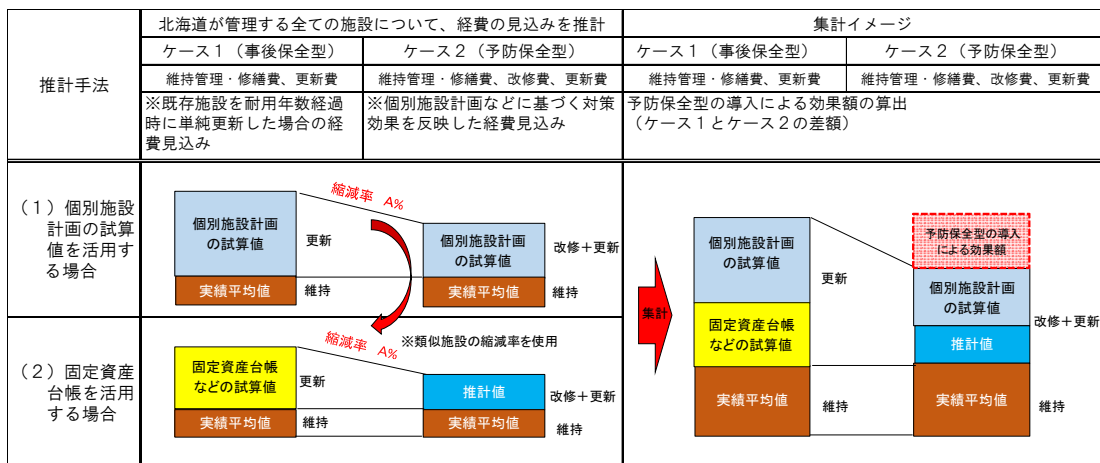 推計手法
北海道が管理する全ての施設について、経費の見込みを推計
集計イメージ
ケース１（事後保全型）
ケース２（予防保全型）
ケース１（事後保全型）
ケース２（予防保全型）
維持管理・修繕費、更新費
維持管理・修繕費、改修費、更新費
維持管理・修繕費、更新費
維持管理・修繕費、改修費、更新費
※既存施設を耐用年数経過
時に単純更新した場合の経
費見込み
※個別施設計画などに基づく対策
効果を反映した経費見込み
予防保全型の導入による効果額の算出
（ケース１とケース２の差額）
（１）個別施設
計画の試算
値を活用す
る場合
個別施設計画
の試算値
更新
実績平均値
維持
縮減率　A%
個別施設計画
の試算値
改修＋更新
実績平均値
維持
（２）固定資産
台帳を活用
する場合
固定資産台帳
などの試算値
更新
実績平均値
維持
縮減率　A%
※類似施設の縮減率を使用
推計値
改修＋更新
実績平均値
維持
集計
個別施設計画
の試算値
更新
固定資産台帳
などの試算値
実績平均値
維持
予防保全型の導入
による効果額
個別施設計画
の試算値
改修＋更新
推計値
実績平均値
維持